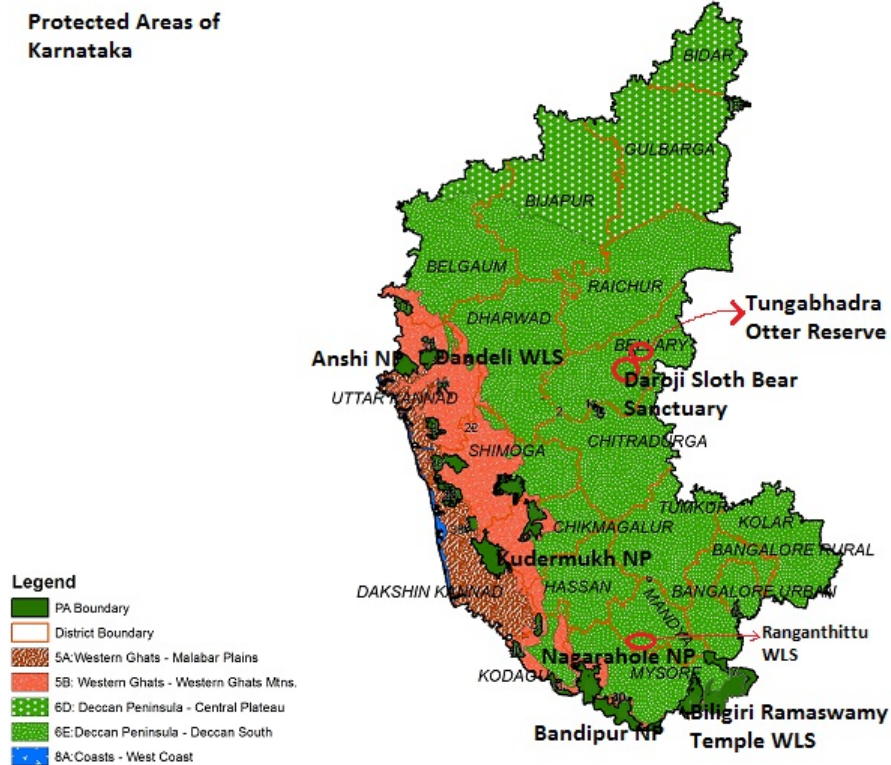 Protected Areas of
Karnataka
BIDAR
GULBARGA
BIJAPUR
BELGAUM
RAICHUR
DHARWAD
Tungabhadra
Otter Reserve
BELLARY
Anshi NP
Dandeli WLS
Daroji Sloth Bear
Sanctuary
UTTAR KANNAD
2
22
CHITRADURGA
SHIMOGA
TUMKUR
KOLAR
CHIKMAGALUR
BANGALORE RURAL
Kudermukh NP
HASSAN
BANGALORE URBAN
DAKSHIN KANNAD
MANDYA
Ranganthittu
WLS
Nagarahole NP
MYSORE
KODAGU
Biligiri Ramaswamy
Temple WLS
Bandipur NP
Legend
PA Boundary
District Boundary
5A:Western Ghats - Malabar Plains
5B: Western Ghats - Western Ghats Mtns.
6D: Deccan Peninsula - Central Plateau
6E:Deccan Peninsula - Deccan South
8A:Coasts - West Coast